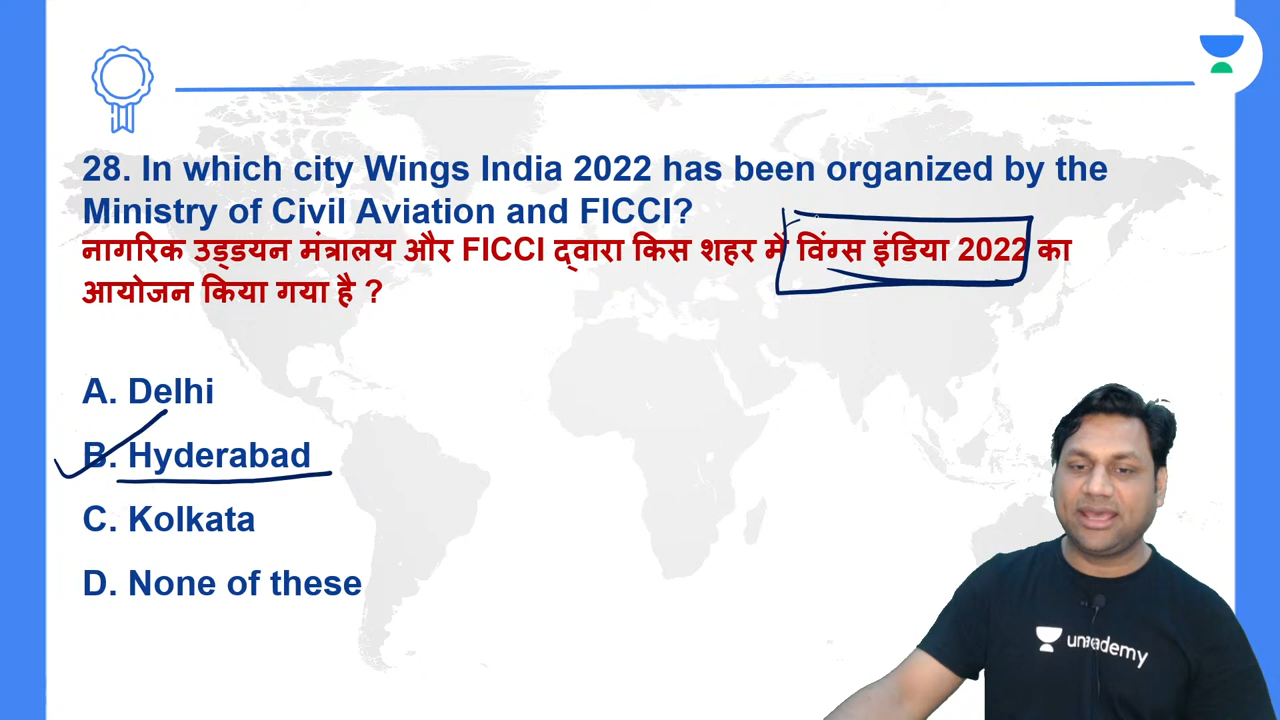 28. In which city Wings India 2022 has been organized by the
Ministry of Civil Aviation and FICCI?
नागरिक उड्डयन मंत्रालय और FICCI द्वारा किस शहर में विंग्स इंडिया 2022 का
आयोजन किया गया है ?
A. Delhi
B. Hyderabad
C. Kolkata
D. None of these
unacademy